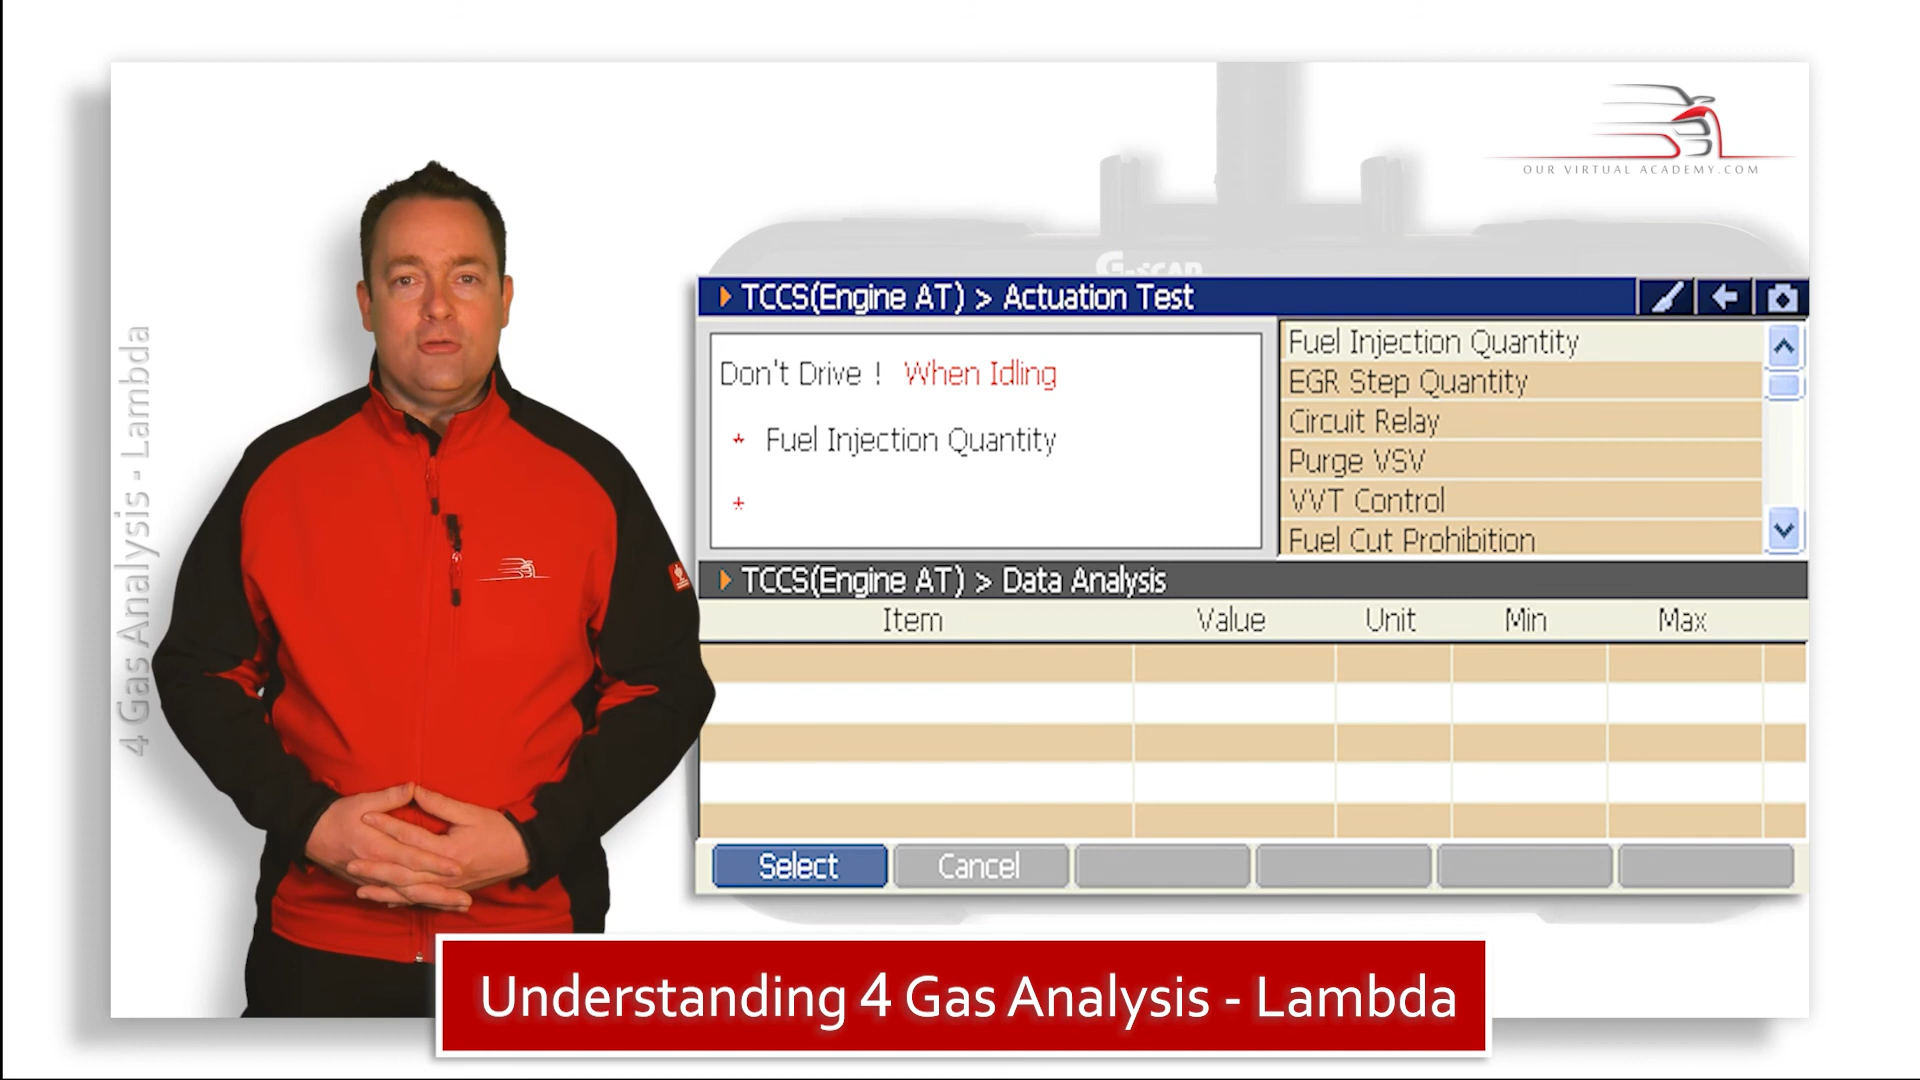 OUR VIRTUAL ACADEMY.COM
4 Gas Analysis - Lambda
G-SCAN
TCCS(Engine AT) > Actuation Test
Don't Drive ! When Idling
* Fuel Injection Quantity
*
Fuel Injection Quantity
EGR Step Quantity
Circuit Relay
Purge VSV
VVT Control
Fuel Cut Prohibition
TCCS(Engine AT) > Data Analysis
Item Value Unit Min Max
Select Cancel
Understanding 4 Gas Analysis - Lambda